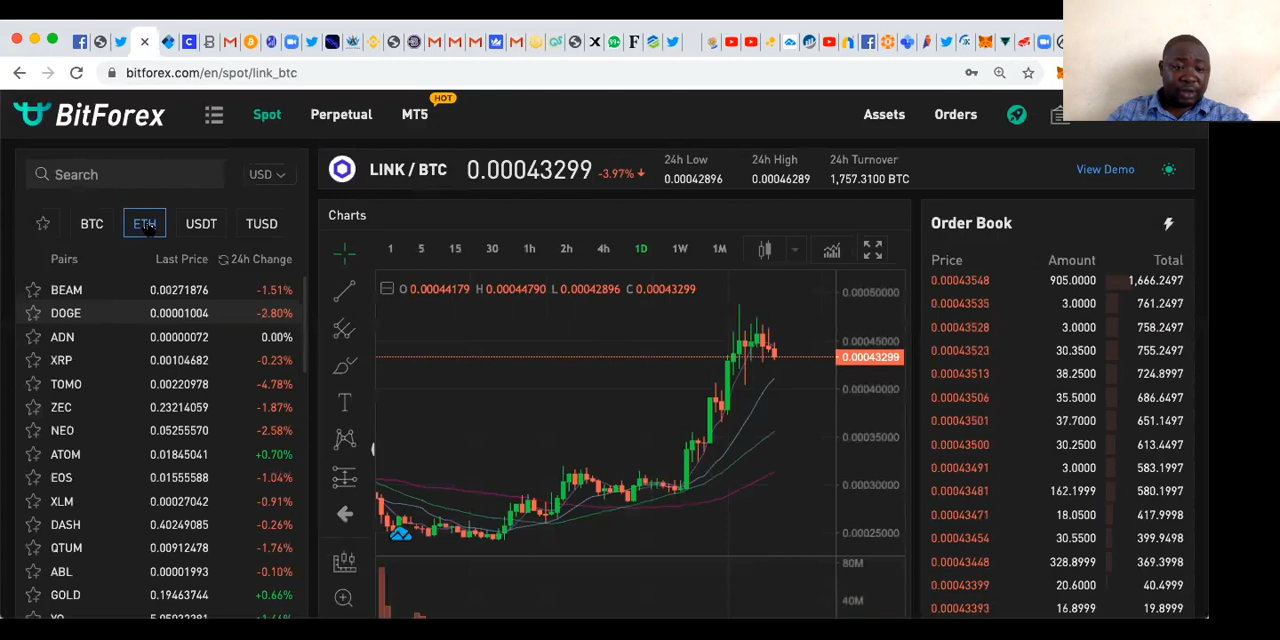 bitforex.com/en/spot/link_btc
BitForex
Spot
Perpetual
MT5
HOT
Assets
Orders
Search
USD
BTC
ETH
USDT
TUSD
Pairs Last Price 24h Change
BEAM 0.00271876 -1.51%
DOGE 0.00001004 -2.80%
ADN 0.00000072 0.00%
XRP 0.00104682 -0.23%
TOMO 0.00220978 -4.78%
ZEC 0.23214059 -1.87%
NEO 0.05255570 -2.58%
ATOM 0.01845041 +0.70%
EOS 0.01555588 -1.04%
XLM 0.00027042 -0.91%
DASH 0.40249085 -0.26%
QTUM 0.00912478 -1.76%
ABL 0.00001993 -0.10%
GOLD 0.19463744 +0.66%
LINK / BTC 0.00043299 -3.97%
24h Low
0.00042896
24h High
0.00046289
24h Turnover
1,757.3100 BTC
View Demo
Charts
1 5 15 30 1h 2h 4h 1D 1W 1M
O 0.00044179 H 0.00044790 L 0.00042896 C 0.00043299
0.00050000
0.00045000
0.00043299
0.00040000
0.00035000
0.00030000
0.00025000
80M
40M
Order Book
Price Amount Total
0.00043548 905.0000 1,666.2497
0.00043535 3.0000 761.2497
0.00043528 3.0000 758.2497
0.00043523 30.3500 755.2497
0.00043513 38.2500 724.8997
0.00043506 35.5000 686.6497
0.00043501 37.7000 651.1497
0.00043500 30.2500 613.4497
0.00043491 3.0000 583.1997
0.00043481 162.1999 580.1997
0.00043471 18.0500 417.9998
0.00043454 30.5500 399.9498
0.00043448 328.8999 369.3998
0.00043399 20.6000 40.4999
0.00043393 16.8999 19.8999